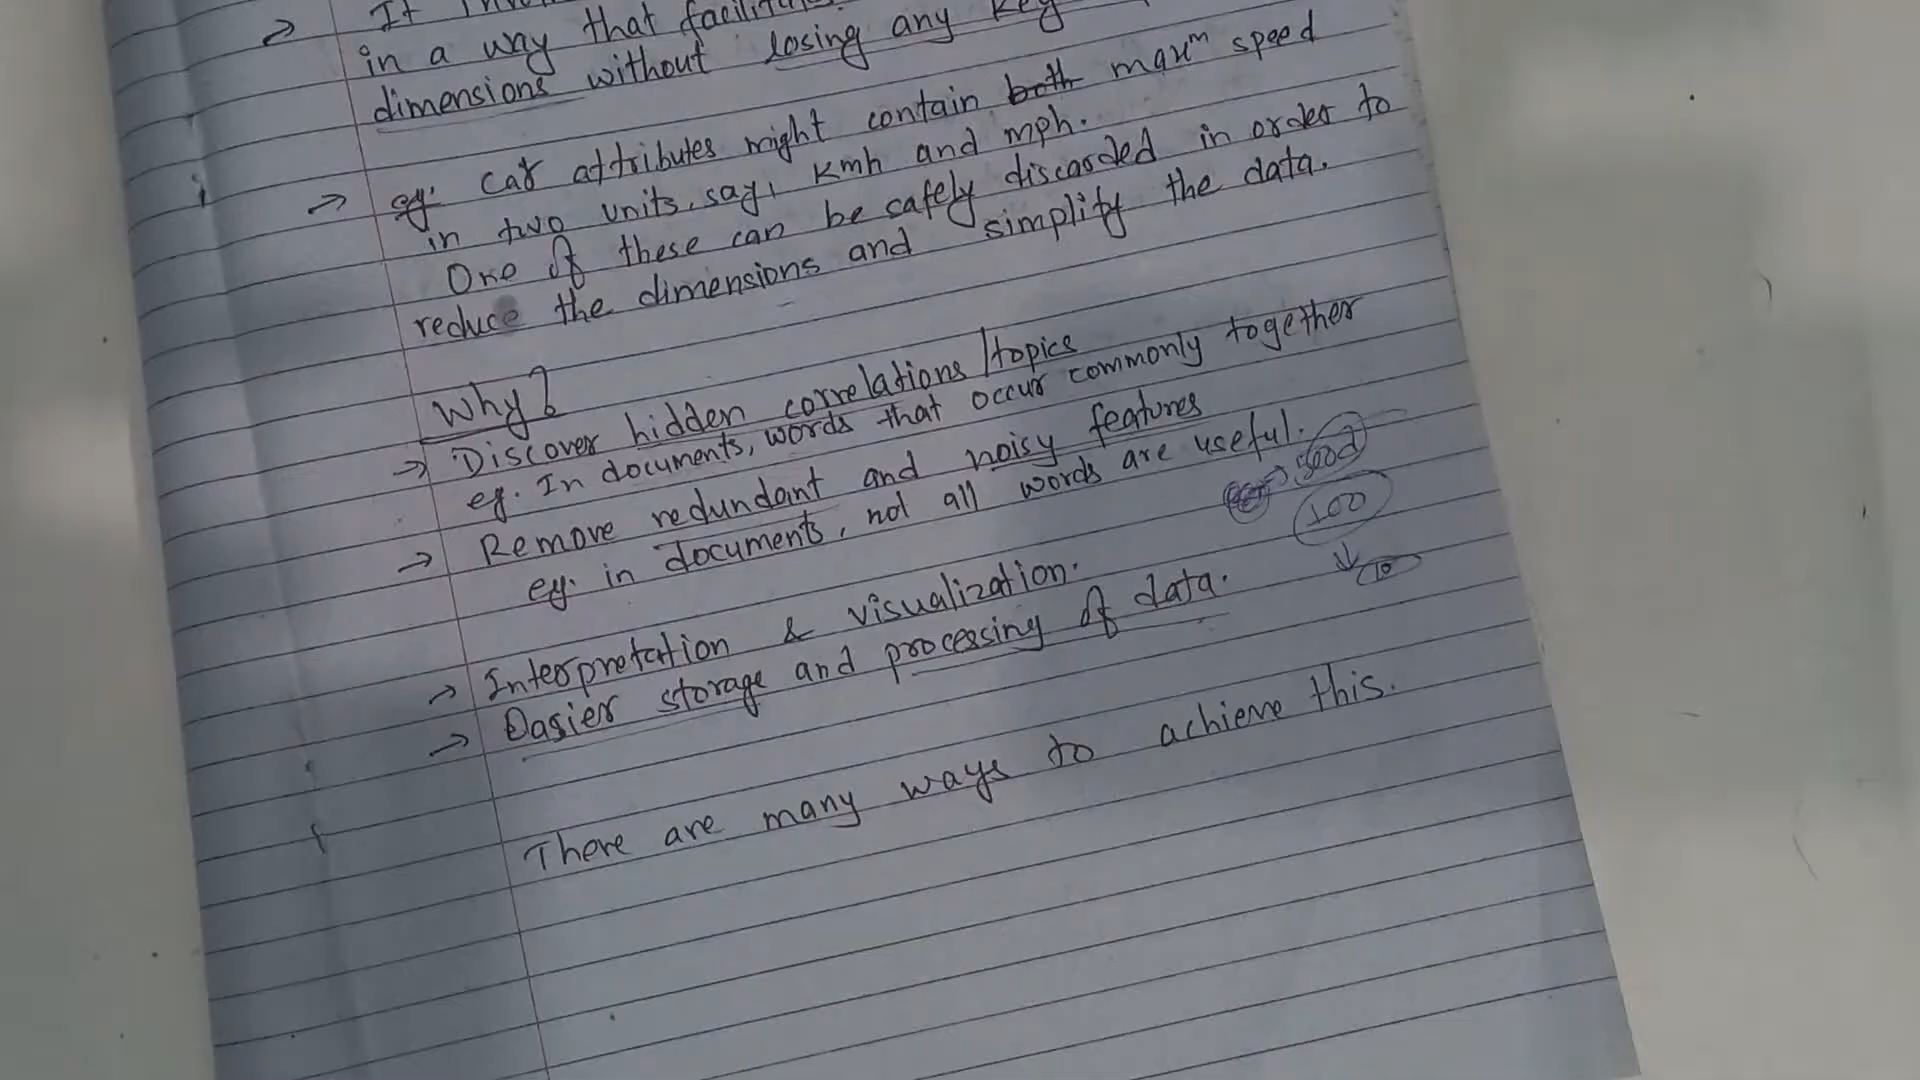 → It
in a way that
dimensions without losing any key
→ eg: car attributes might contain both maxᵐ speed
in two units, say, Kmh and mph.
One of these can be safely discarded in order to
reduce the dimensions and simplify the data.
Why?
→ Discover hidden correlations/topics
eg. In documents, words that occur commonly together
→ Remove redundant and noisy features
eg. in documents, not all words are useful.
100
↓
10
→ Interpretation & visualization.
→ Easier storage and processing of data.
There are many ways to achieve this.